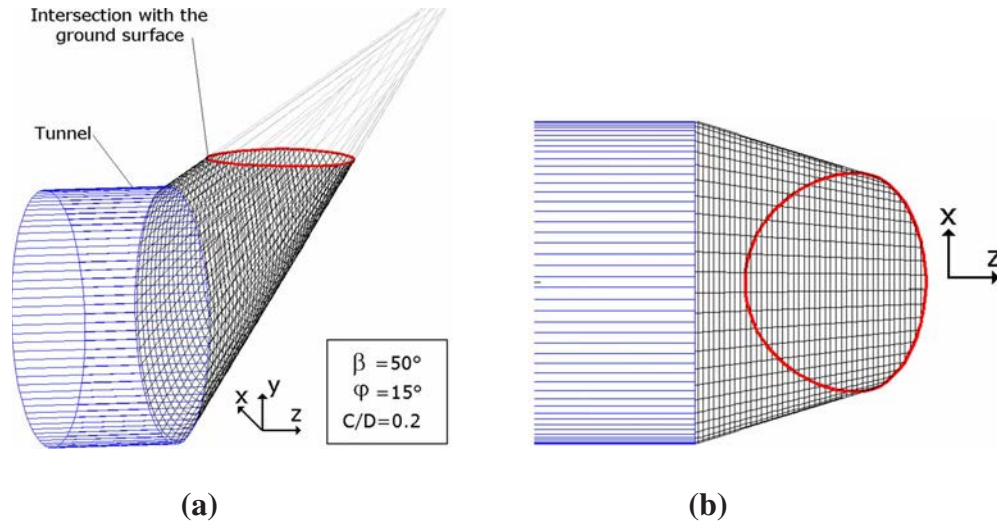 Intersection with the
ground surface
Tunnel
x
y
z
β =50°
φ =15°
C/D=0.2
x
z
(a)
(b)